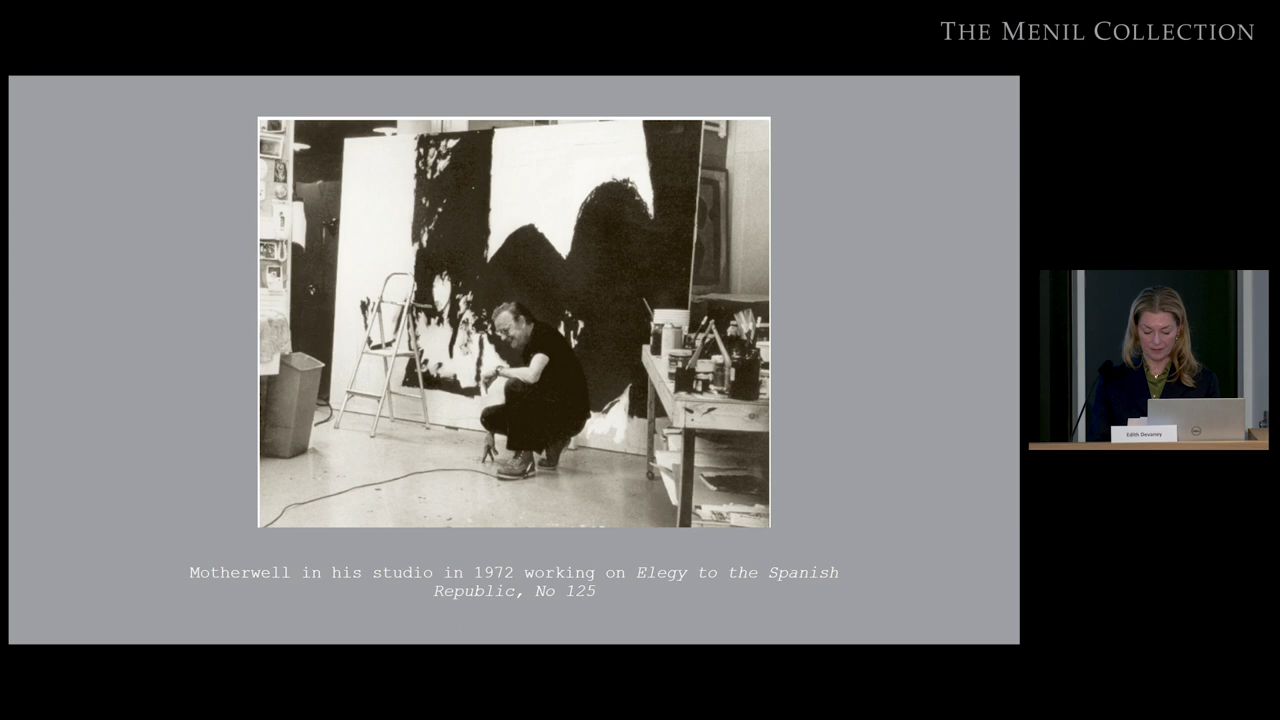 THE MENIL COLLECTION
Motherwell in his studio in 1972 working on Elegy to the Spanish
Republic, No 125
Edith Devaney
DELL